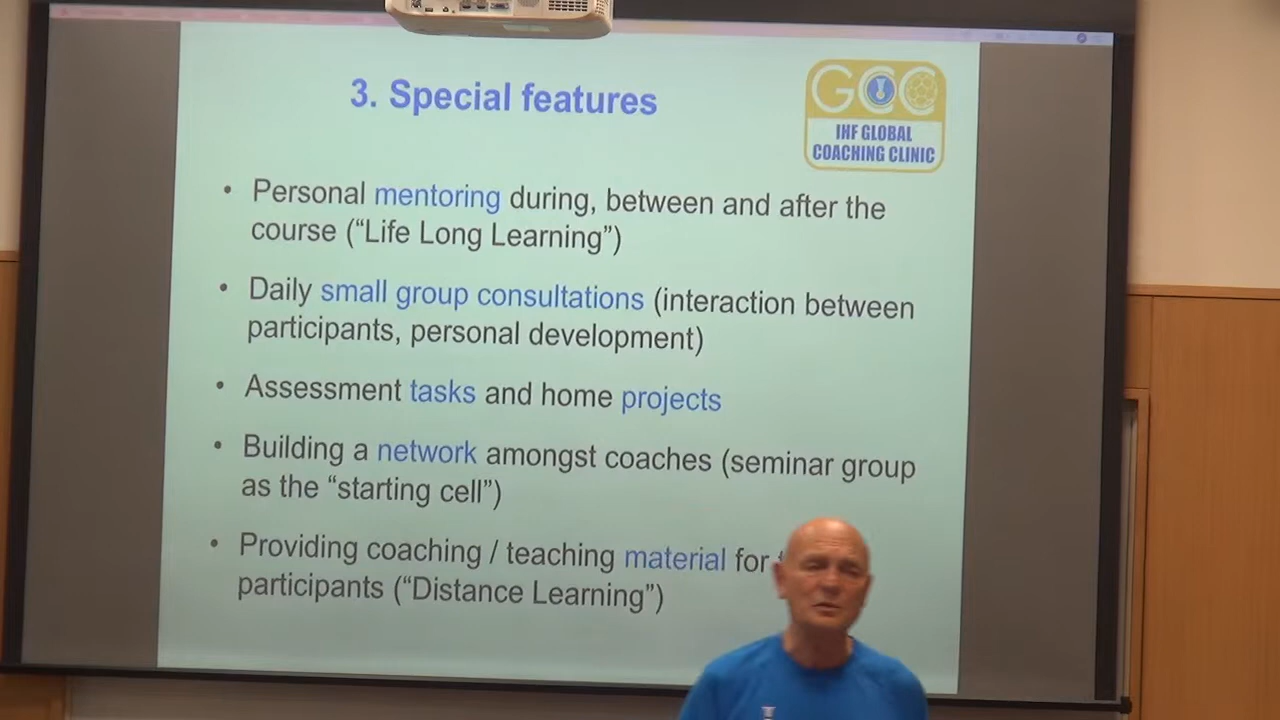 3. Special features
GCC
IHF GLOBAL
COACHING CLINIC
• Personal mentoring during, between and after the
course (“Life Long Learning”)
• Daily small group consultations (interaction between
participants, personal development)
• Assessment tasks and home projects
• Building a network amongst coaches (seminar group
as the “starting cell”)
• Providing coaching / teaching material for
participants (“Distance Learning”)